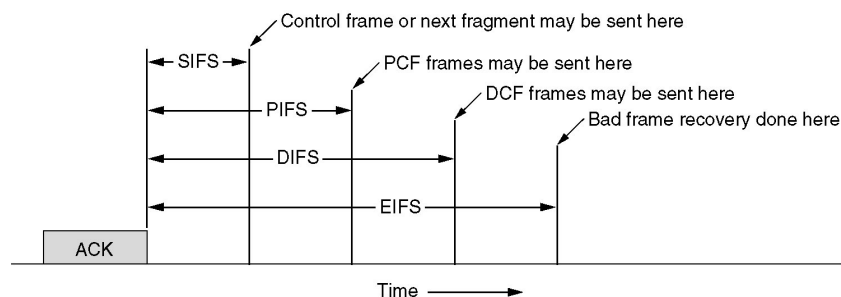 Control frame or next fragment may be sent here
SIFS
PCF frames may be sent here
PIFS
DCF frames may be sent here
Bad frame recovery done here
DIFS
EIFS
ACK
Time